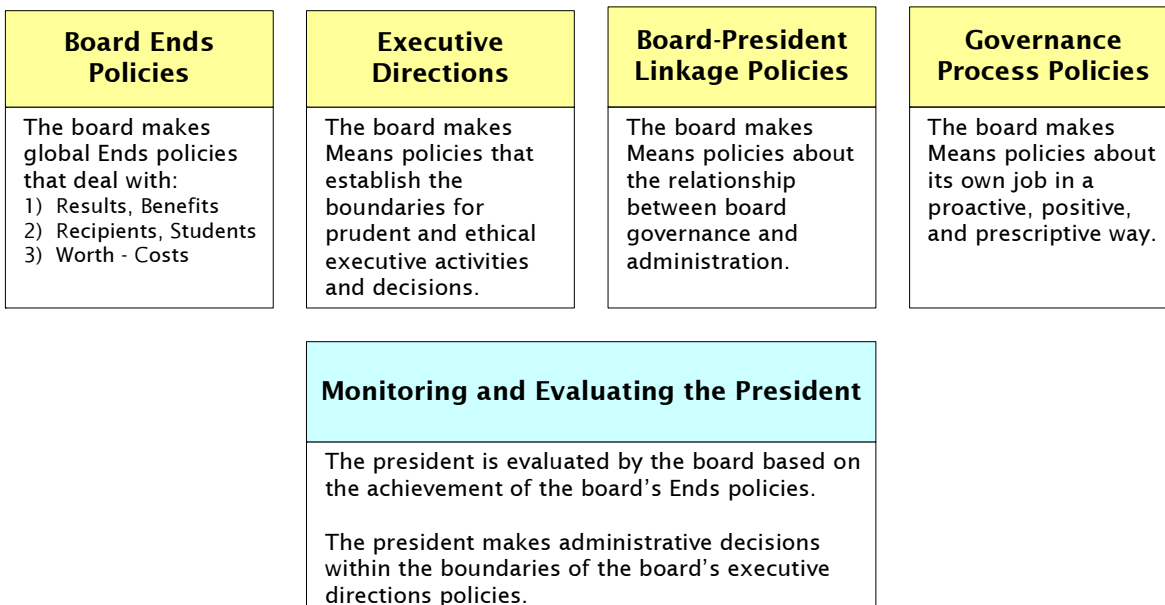 Board Ends
Policies
The board makes
global Ends policies
that deal with:
1) Results, Benefits
2) Recipients, Students
3) Worth - Costs
Executive
Directions
The board makes
Means policies that
establish the
boundaries for
prudent and ethical
executive activities
and decisions.
Board-President
Linkage Policies
The board makes
Means policies about
the relationship
between board
governance and
administration.
Governance
Process Policies
The board makes
Means policies about
its own job in a
proactive, positive,
and prescriptive way.
Monitoring and Evaluating the President
The president is evaluated by the board based on
the achievement of the board’s Ends policies.
The president makes administrative decisions
within the boundaries of the board’s executive
directions policies.